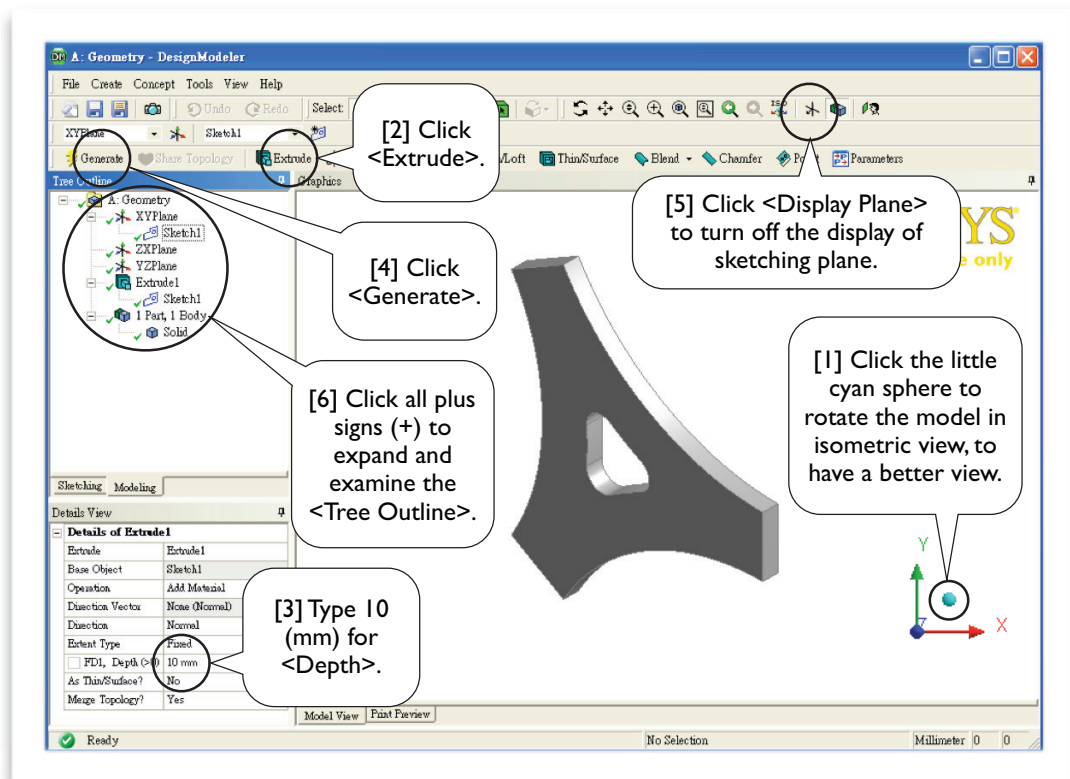 A: Geometry - DesignModeler
File Create Concept Tools View Help
Undo Redo Select:
XYPlane Sketch1
Generate Share Topology Extrude /Loft Thin/Surface Blend Chamfer Point Parameters
Tree Outline
Graphics
A: Geometry
XYPlane
Sketch1
ZXPlane
YZPlane
Extrude1
Sketch1
1 Part, 1 Body
Solid
[2] Click
<Extrude>.
[4] Click
<Generate>.
[5] Click <Display Plane>
to turn off the display of
sketching plane.
YS
e only
[6] Click all plus
signs (+) to
expand and
examine the
<Tree Outline>.
[1] Click the little
cyan sphere to
rotate the model in
isometric view, to
have a better view.
Sketching Modeling
Details View
Details of Extrude1
Extrude Extrude1
Base Object Sketch1
Operation Add Material
Direction Vector None (Normal)
Direction Normal
Extent Type Fixed
FD1, Depth (>0) 10 mm
As Thin/Surface? No
Merge Topology? Yes
[3] Type 10
(mm) for
<Depth>.
Y
Z
X
Model View Print Preview
Ready No Selection Millimeter 0 0